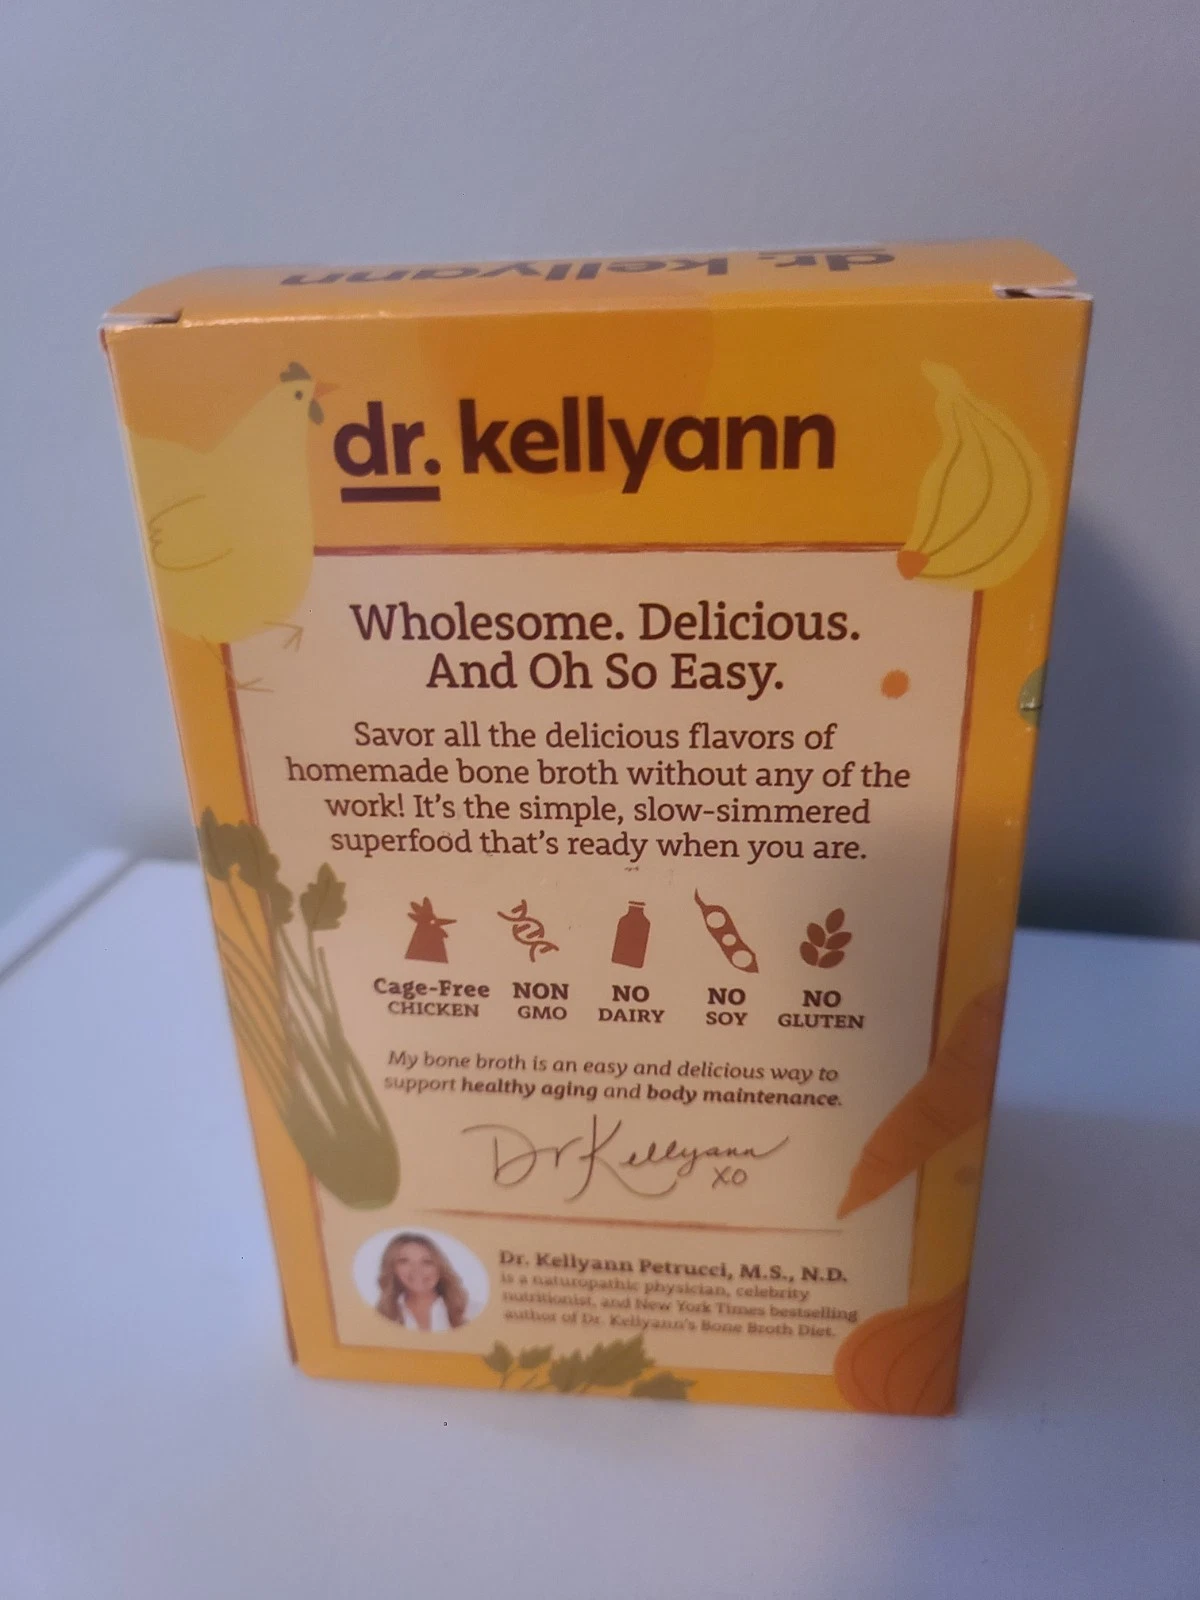 dr. kellyann
dr. kellyann
Wholesome. Delicious.
And Oh So Easy.
Savor all the delicious flavors of
homemade bone broth without any of the
work! It's the simple, slow-simmered
superfood that's ready when you are.
Cage-Free CHICKEN
NON GMO
NO DAIRY
NO SOY
NO GLUTEN
My bone broth is an easy and delicious way to
support healthy aging and body maintenance.
Dr Kellyann
XO
Dr. Kellyann Petrucci, M.S., N.D.
is a naturopathic physician, celebrity
nutritionist, and New York Times bestselling
author of Dr. Kellyann's Bone Broth Diet.